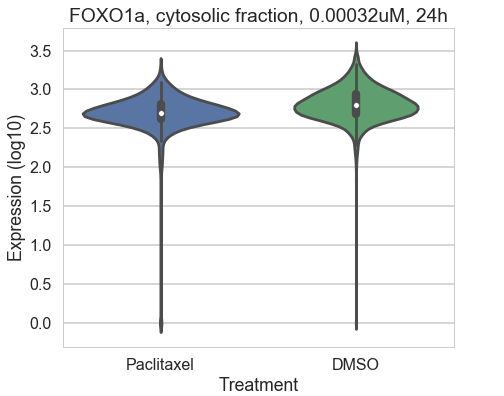 FOXO1a, cytosolic fraction, 0.00032uM, 24h
3.5
3.0
2.5
2.0
1.5
1.0
0.5
0.0
Expression (log10)
Paclitaxel
DMSO
Treatment